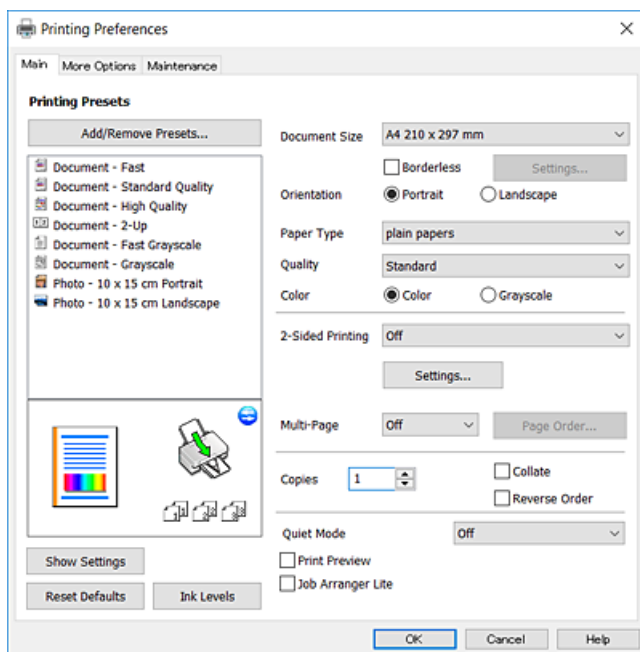 Printing Preferences
Main More Options Maintenance
Printing Presets
Add/Remove Presets...
Document - Fast
Document - Standard Quality
Document - High Quality
Document - 2-Up
Document - Fast Grayscale
Document - Grayscale
Photo - 10 x 15 cm Portrait
Photo - 10 x 15 cm Landscape
Show Settings
Reset Defaults Ink Levels
Document Size A4 210 x 297 mm
Borderless Settings...
Orientation Portrait Landscape
Paper Type plain papers
Quality Standard
Color Color Grayscale
2-Sided Printing Off
Settings...
Multi-Page Off Page Order...
Copies 1 Collate
Reverse Order
Quiet Mode Off
Print Preview
Job Arranger Lite
OK Cancel Help